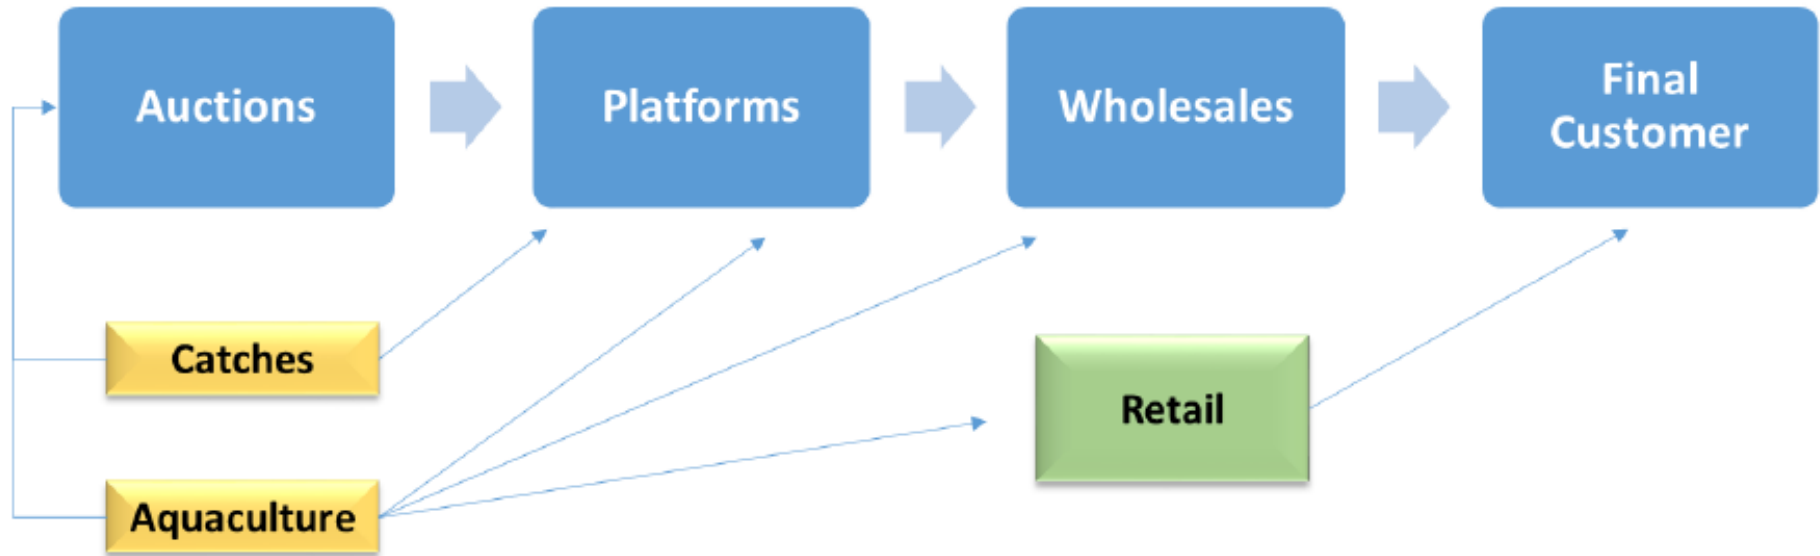 Auctions
Platforms
Wholesales
Final
Customer
Catches
Retail
Aquaculture